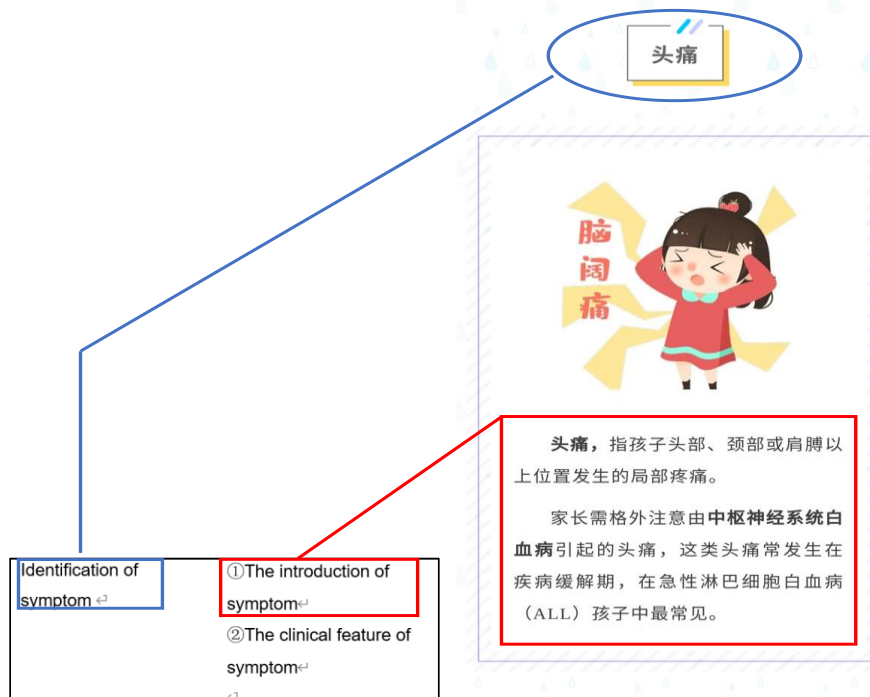 头痛
脑
阔
痛
头痛，指孩子头部、颈部或肩膊以
上位置发生的局部疼痛。
家长需格外注意由中枢神经系统白
血病引起的头痛，这类头痛常发生在
疾病缓解期，在急性淋巴细胞白血病
（ALL）孩子中最常见。
Identification of
symptom ↵
①The introduction of
symptom↵
②The clinical feature of
symptom↵